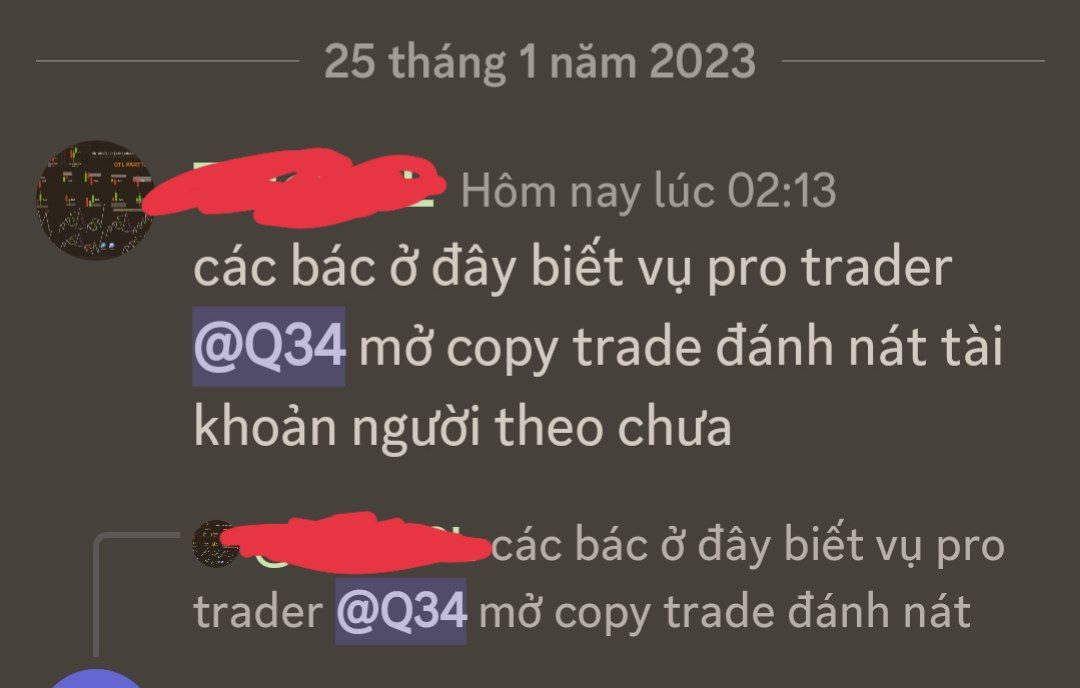 25 tháng 1 năm 2023
Hôm nay lúc 02:13
các bác ở đây biết vụ pro trader
@Q34 mở copy trade đánh nát tài
khoản người theo chưa
các bác ở đây biết vụ pro
trader @Q34 mở copy trade đánh nát